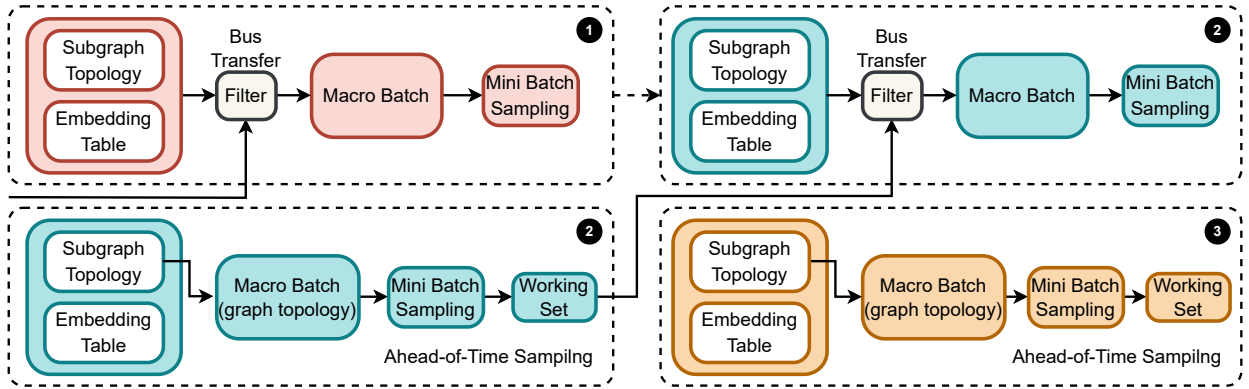 1
Subgraph
Topology
Embedding
Table
Bus
Transfer
Filter
Macro Batch
Mini Batch
Sampling
2
Subgraph
Topology
Embedding
Table
Bus
Transfer
Filter
Macro Batch
Mini Batch
Sampling
2
Subgraph
Topology
Embedding
Table
Macro Batch
(graph topology)
Mini Batch
Sampling
Working
Set
Ahead-of-Time Sampilng
3
Subgraph
Topology
Embedding
Table
Macro Batch
(graph topology)
Mini Batch
Sampling
Working
Set
Ahead-of-Time Sampilng